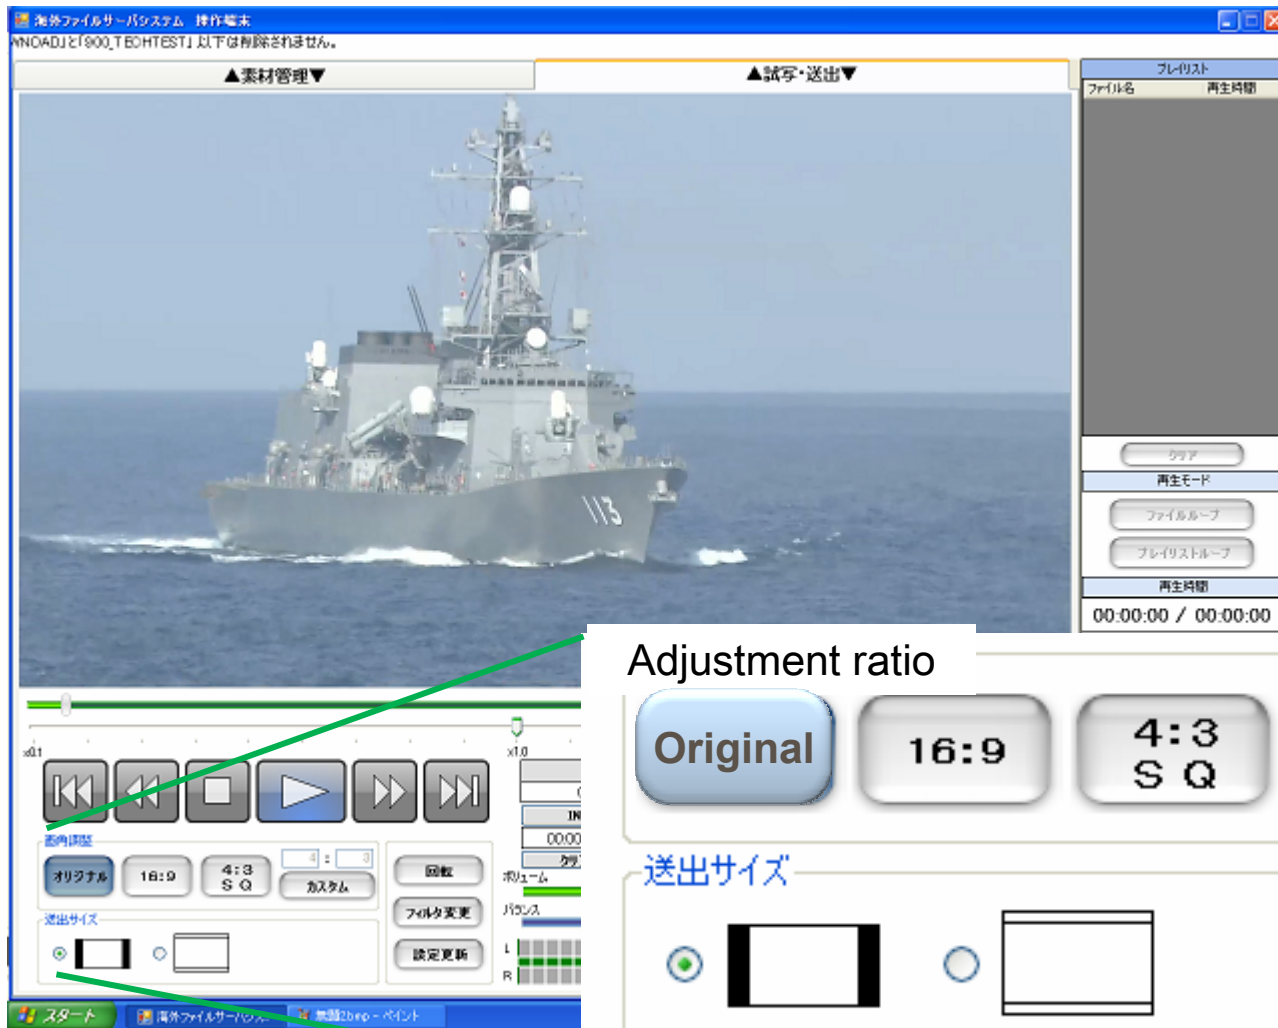 海外ファイルサーバシステム 操作端末
WNOAD」と「900_TECHTEST」以下は削除されません。
▲素材管理▼
▲試写・送出▼
プレイリスト
ファイル名 再生時間
113
クリア
再生モード
ファイルループ
プレイリストループ
再生時間
00:00:00 / 00:00:00
Adjustment ratio
Original
16:9
4:3
S Q
送出サイズ
x0.1
x1.0
IN
00:00
画角調整
オリジナル
16:9
4:3
S Q
4 : 3
カスタム
回転
フィルタ変更
設定更新
ボリューム
バランス
L
R
送出サイズ
スタート
海外ファイルサーバシス...
無題2.bmp - ペイント